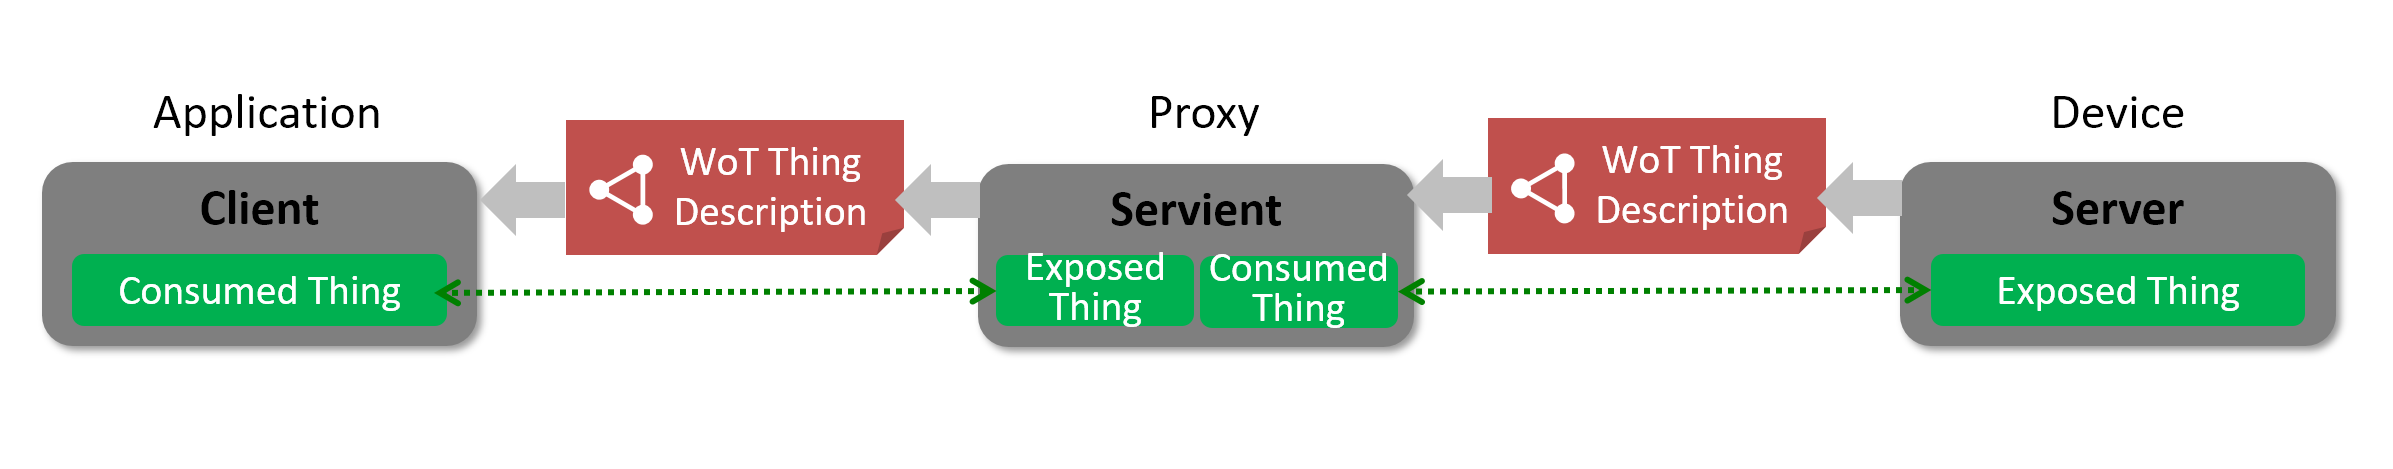 Application
Proxy
Device
WoT Thing
Description
WoT Thing
Description
Client
Servient
Server
Consumed Thing
Exposed
Thing
Consumed
Thing
Exposed Thing